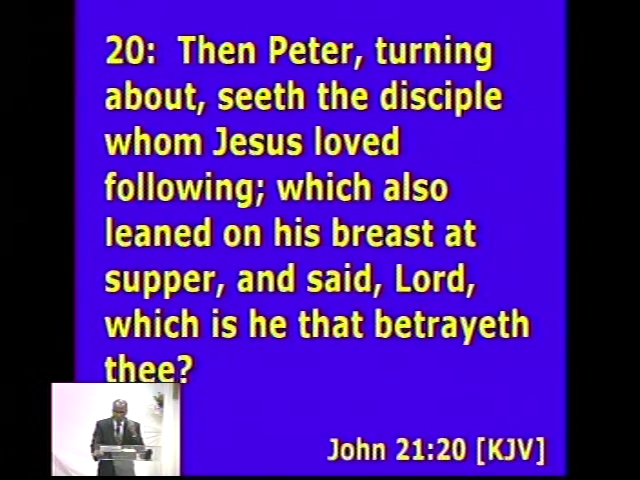 20:  Then Peter, turning
about, seeth the disciple
whom Jesus loved
following; which also
leaned on his breast at
supper, and said, Lord,
which is he that betrayeth
thee?
John 21:20 [KJV]